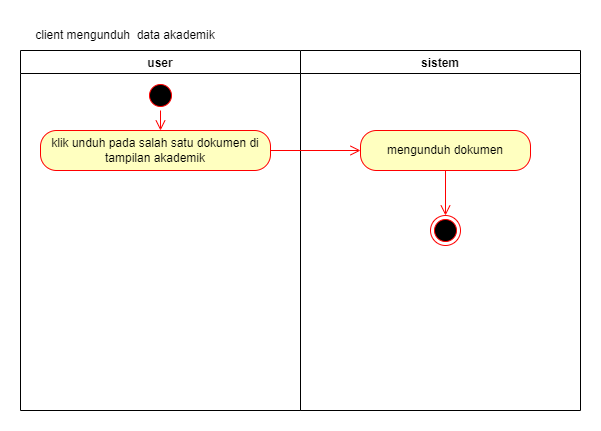 client mengunduh  data akademik
user
sistem
klik unduh pada salah satu dokumen di
tampilan akademik
mengunduh dokumen